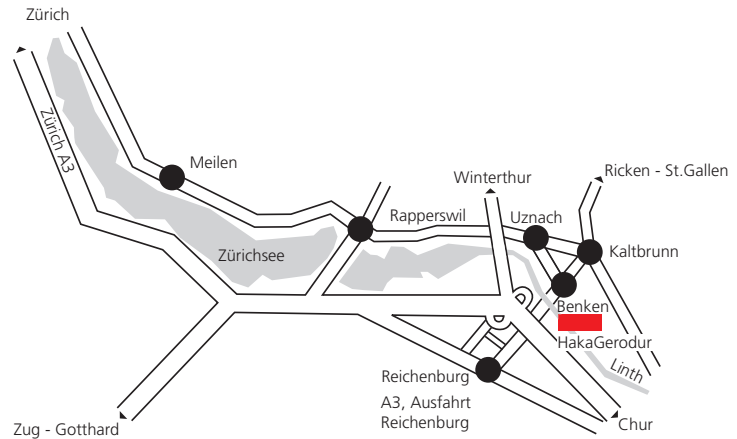 Zürich
Zürich A3
Meilen
Zürichsee
Rapperswil
Winterthur
Uznach
Ricken - St.Gallen
Kaltbrunn
Benken
HakaGerodur
Linth
Reichenburg
A3, Ausfahrt
Reichenburg
Zug - Gotthard
Chur